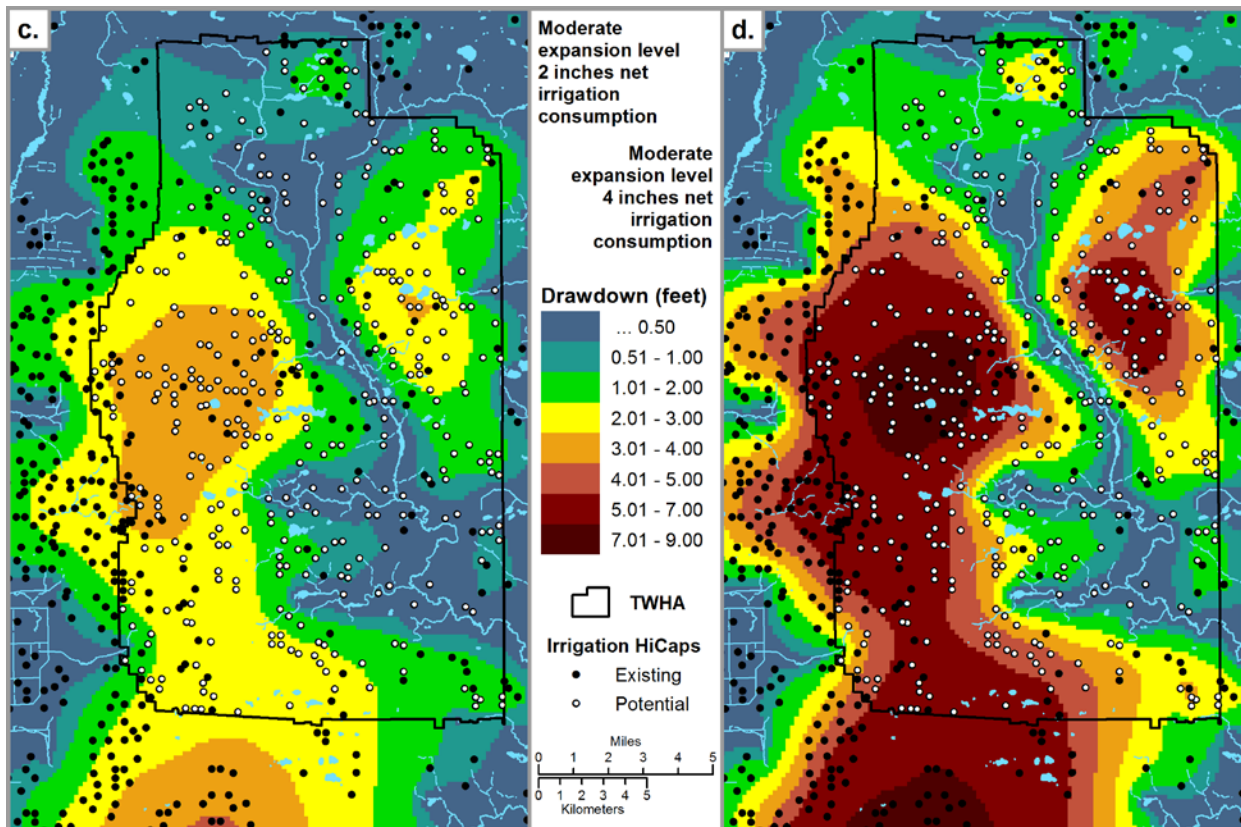 c.
Moderate
expansion level
2 inches net
irrigation
consumption
Moderate
expansion level
4 inches net
irrigation
consumption
Drawdown (feet)
... 0.50
0.51 - 1.00
1.01 - 2.00
2.01 - 3.00
3.01 - 4.00
4.01 - 5.00
5.01 - 7.00
7.01 - 9.00
TWHA
Irrigation HiCaps
Existing
Potential
Miles
0 1 2 3 4 5
0 1 2 3 4 5
Kilometers
d.